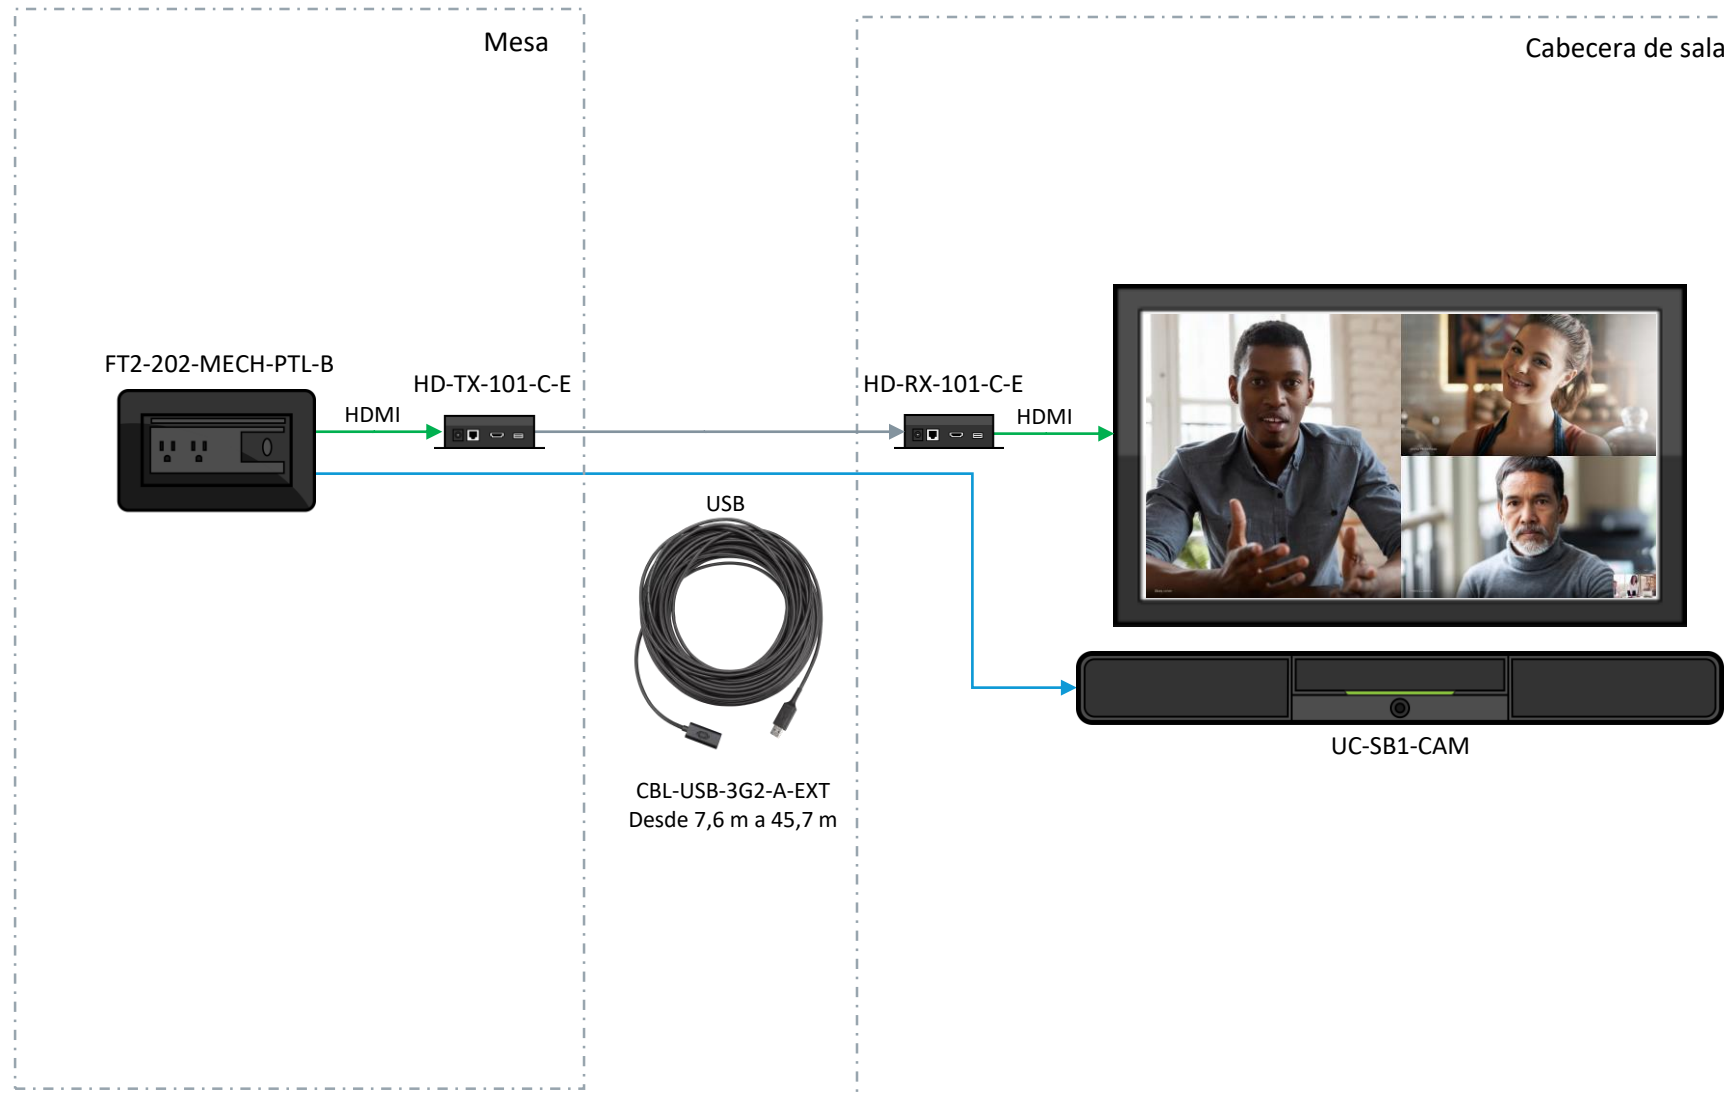 Mesa
Cabecera de sala
FT2-202-MECH-PTL-B
HDMI
HD-TX-101-C-E
HD-RX-101-C-E
HDMI
USB
CBL-USB-3G2-A-EXT
Desde 7,6 m a 45,7 m
UC-SB1-CAM